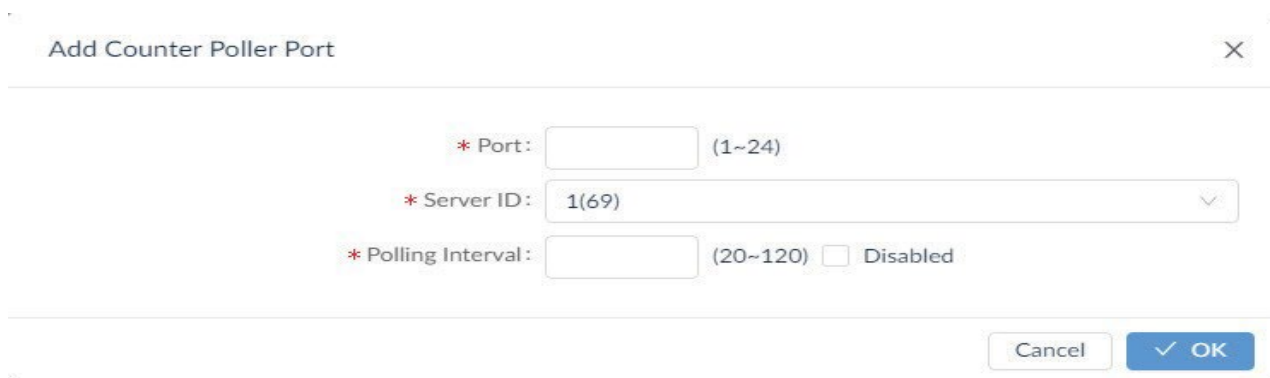 Add Counter Poller Port
* Port: (1~24)
* Server ID: 1(69)
* Polling Interval: (20~120) Disabled
Cancel OK